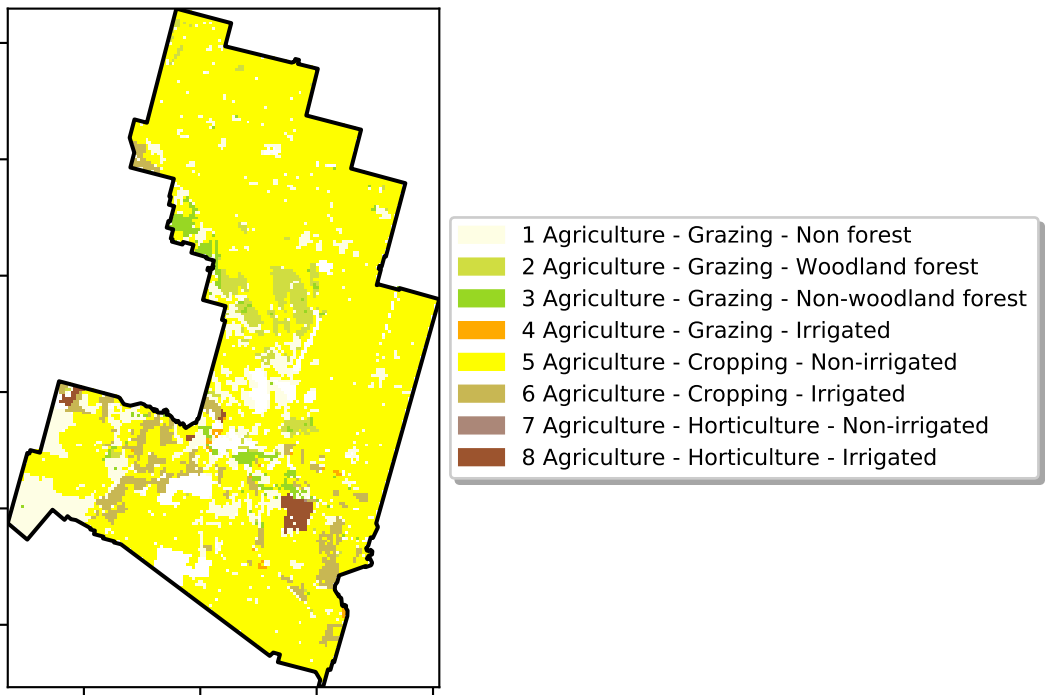 1 Agriculture - Grazing - Non forest
2 Agriculture - Grazing - Woodland forest
3 Agriculture - Grazing - Non-woodland forest
4 Agriculture - Grazing - Irrigated
5 Agriculture - Cropping - Non-irrigated
6 Agriculture - Cropping - Irrigated
7 Agriculture - Horticulture - Non-irrigated
8 Agriculture - Horticulture - Irrigated